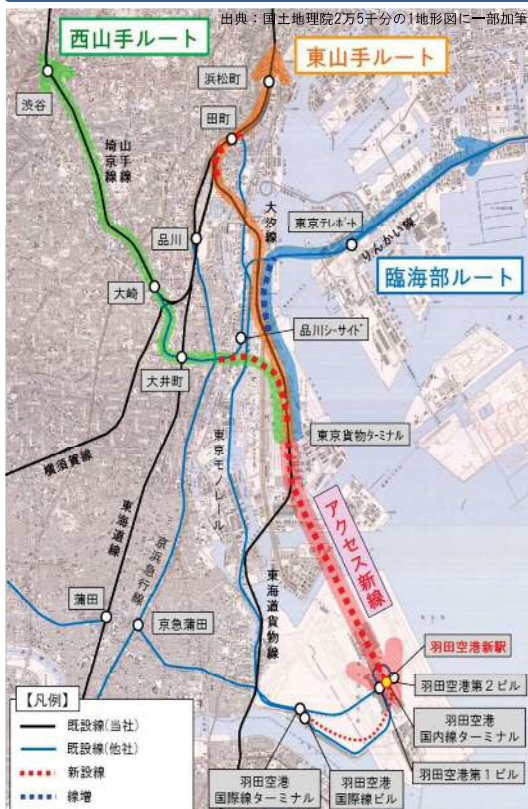 出典：国土地理院2万5千分の1地形図に一部加筆
西山手ルート
東山手ルート
渋谷
浜松町
田町
山手線
埼京線
大汐線
東京テレポート
りんかい線
品川
臨海部ルート
大崎
品川シーサイド
大井町
東京貨物ターミナル
横須賀線
東京モノレール
アクセス新線
東海道線
京浜急行線
東海道貨物線
蒲田
京急蒲田
羽田空港新駅
羽田空港第２ビル
羽田空港
国内線ターミナル
羽田空港第１ビル
羽田空港
国際線ターミナル
羽田空港
国際線ビル
【凡例】
既設線(当社)
既設線(他社)
新設線
線増